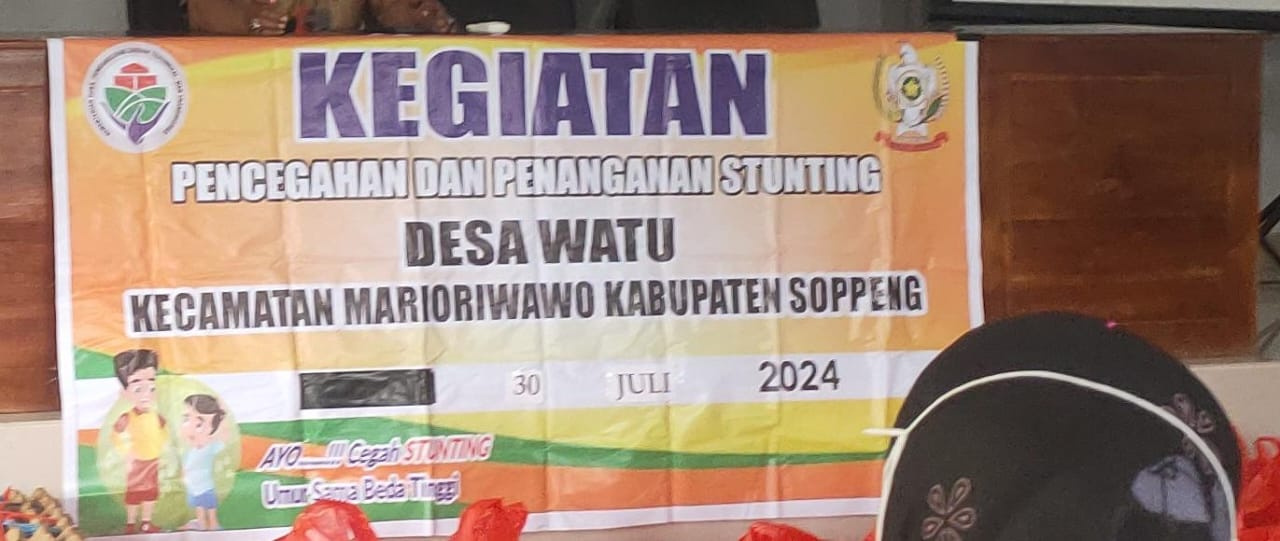 KEGIATAN
PENCEGAHAN DAN PENANGANAN STUNTING
DESA WATU
KECAMATAN MARIORIWAWO KABUPATEN SOPPENG
30 JULI 2024
AYO......!!! Cegah STUNTING
Umur Sama Beda Tinggi